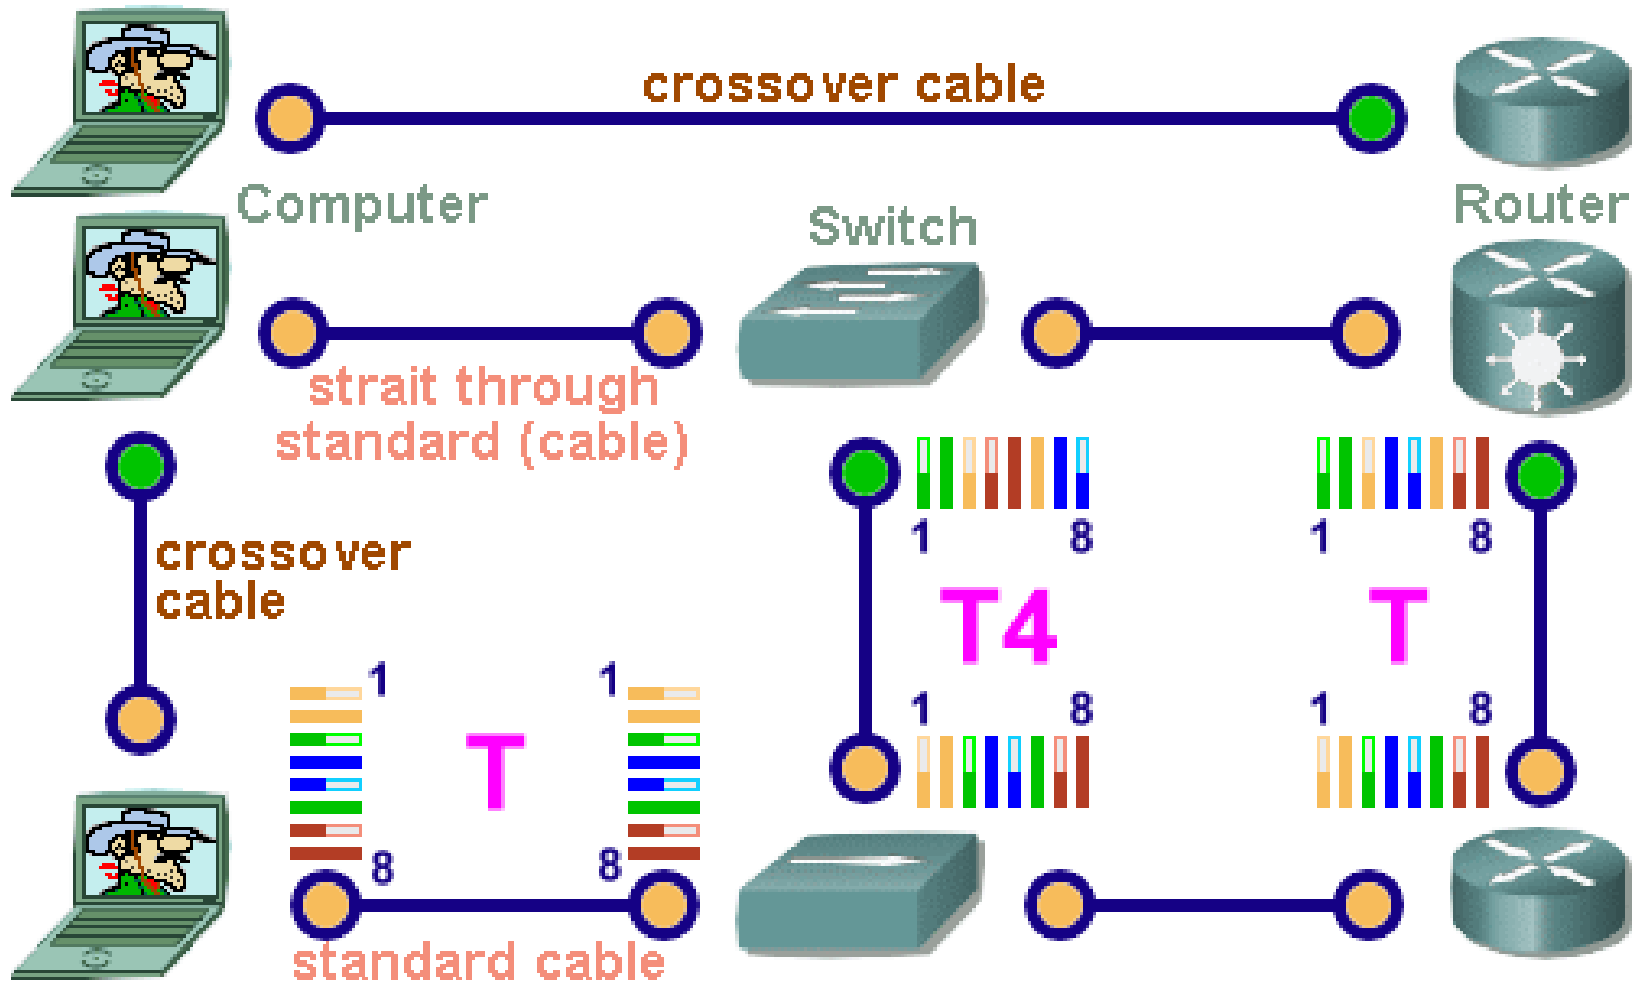 crossover cable
Computer
Switch
Router
strait through
standard (cable)
crossover
cable
1 8
1 8
T4
T
1 8
1 8
1
1
T
8
8
standard cable